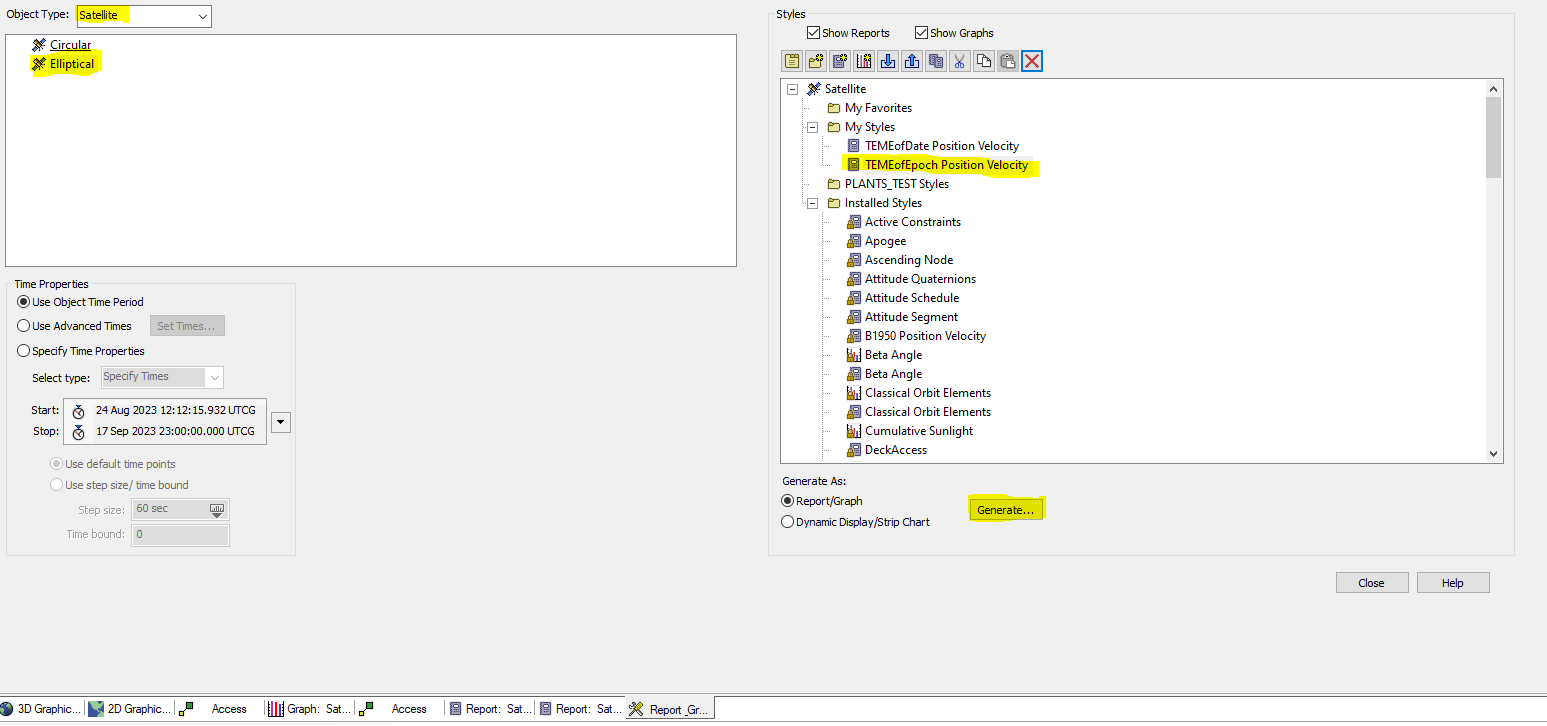 Object Type: Satellite
Circular
Elliptical
Time Properties
Use Object Time Period
Use Advanced Times Set Times...
Specify Time Properties
Select type: Specify Times
Start: 24 Aug 2023 12:12:15.932 UTCG
Stop: 17 Sep 2023 23:00:00.000 UTCG
Use default time points
Use step size/ time bound
Step size: 60 sec
Time bound: 0
Styles
Show Reports Show Graphs
Satellite
My Favorites
My Styles
TEMEofDate Position Velocity
TEMEofEpoch Position Velocity
PLANTS_TEST Styles
Installed Styles
Active Constraints
Apogee
Ascending Node
Attitude Quaternions
Attitude Schedule
Attitude Segment
B1950 Position Velocity
Beta Angle
Beta Angle
Classical Orbit Elements
Classical Orbit Elements
Cumulative Sunlight
DeckAccess
Generate As:
Report/Graph
Dynamic Display/Strip Chart
Generate...
Close Help
3D Graphic... 2D Graphic... Access Graph: Sat... Access Report: Sat... Report: Sat... Report_Gr...